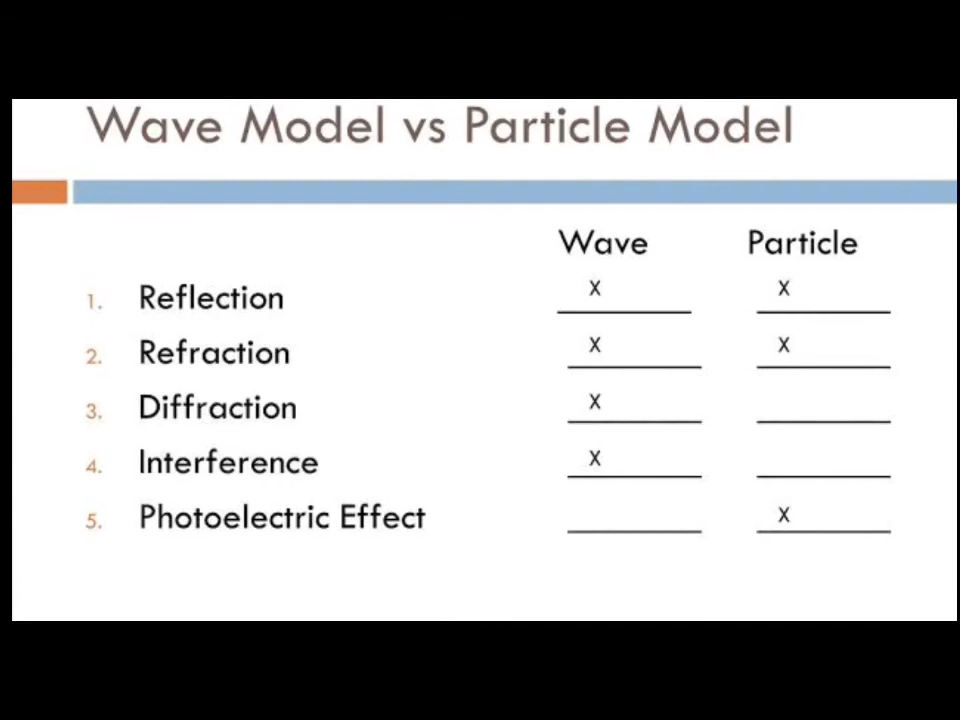 Wave Model vs Particle Model
Wave Particle
1. Reflection x x
2. Refraction x x
3. Diffraction x
4. Interference x
5. Photoelectric Effect x